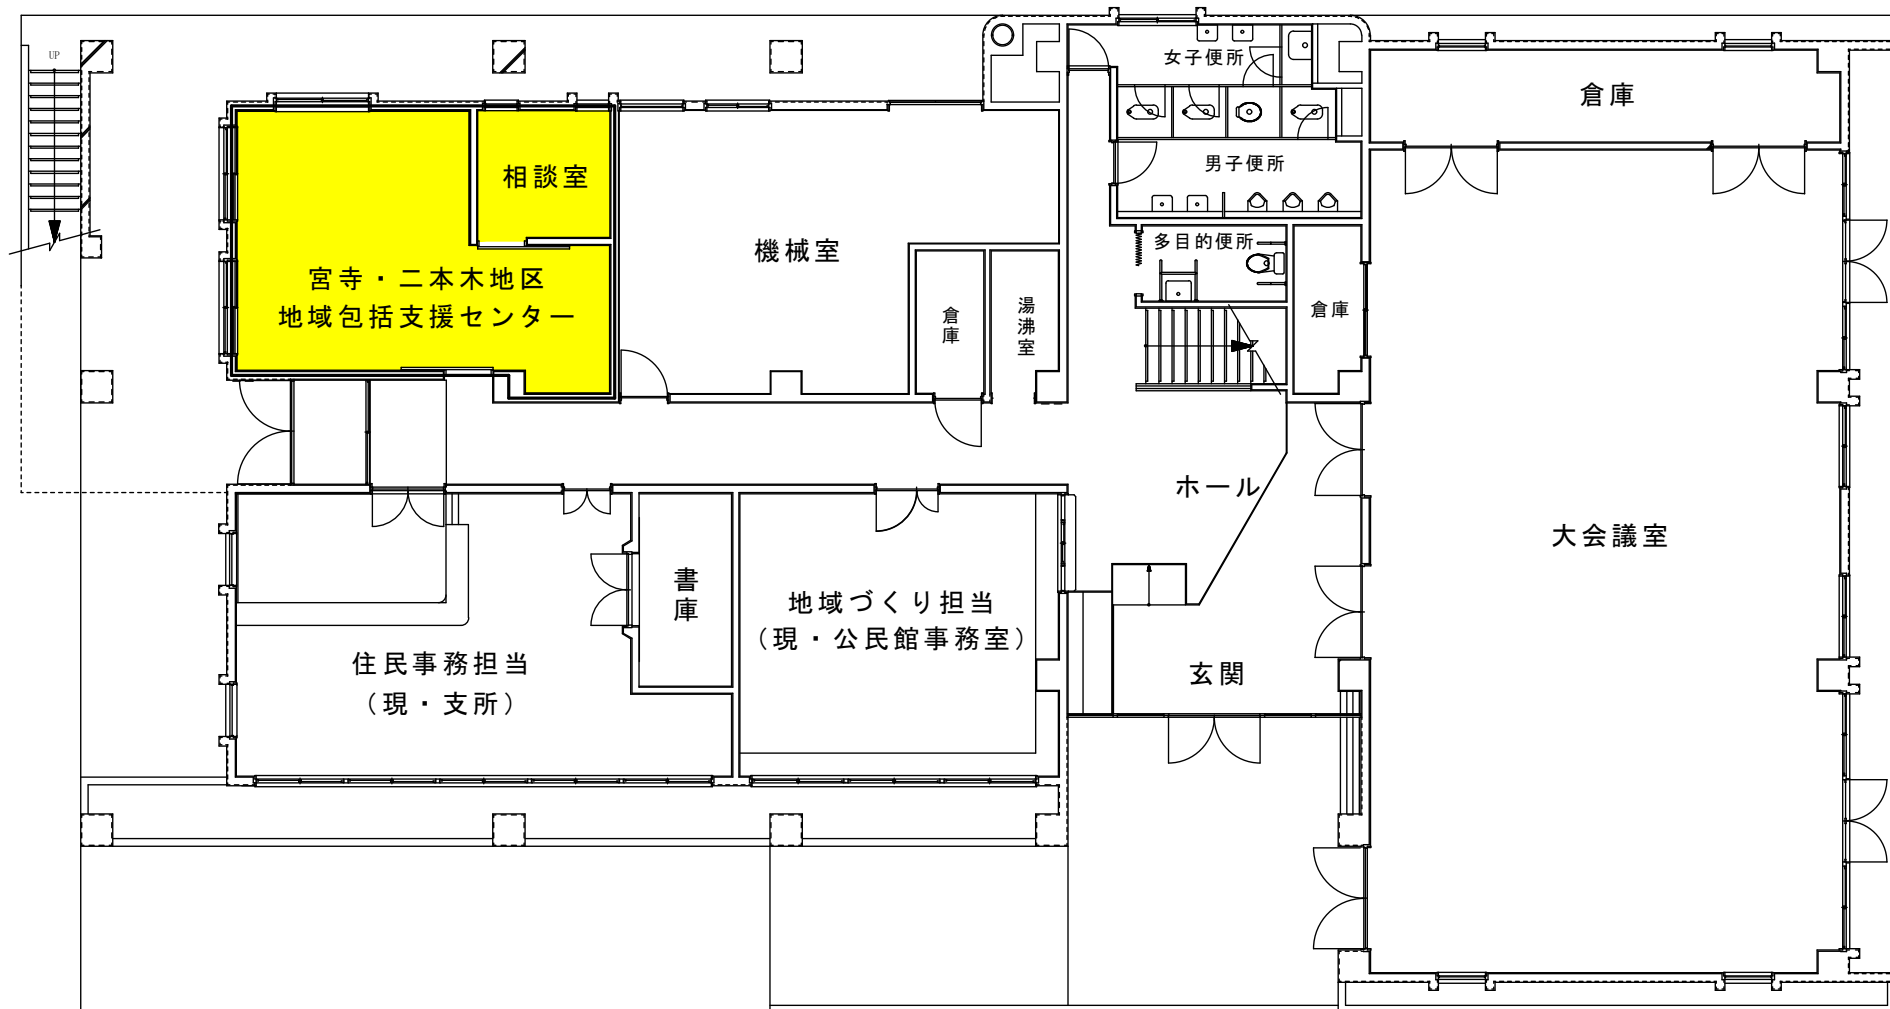 UP
女子便所
倉庫
男子便所
相談室
機械室
多目的便所
宮寺・二本木地区
地域包括支援センター
倉庫
湯沸室
倉庫
ホール
大会議室
書庫
地域づくり担当
（現・公民館事務室）
住民事務担当
（現・支所）
玄関